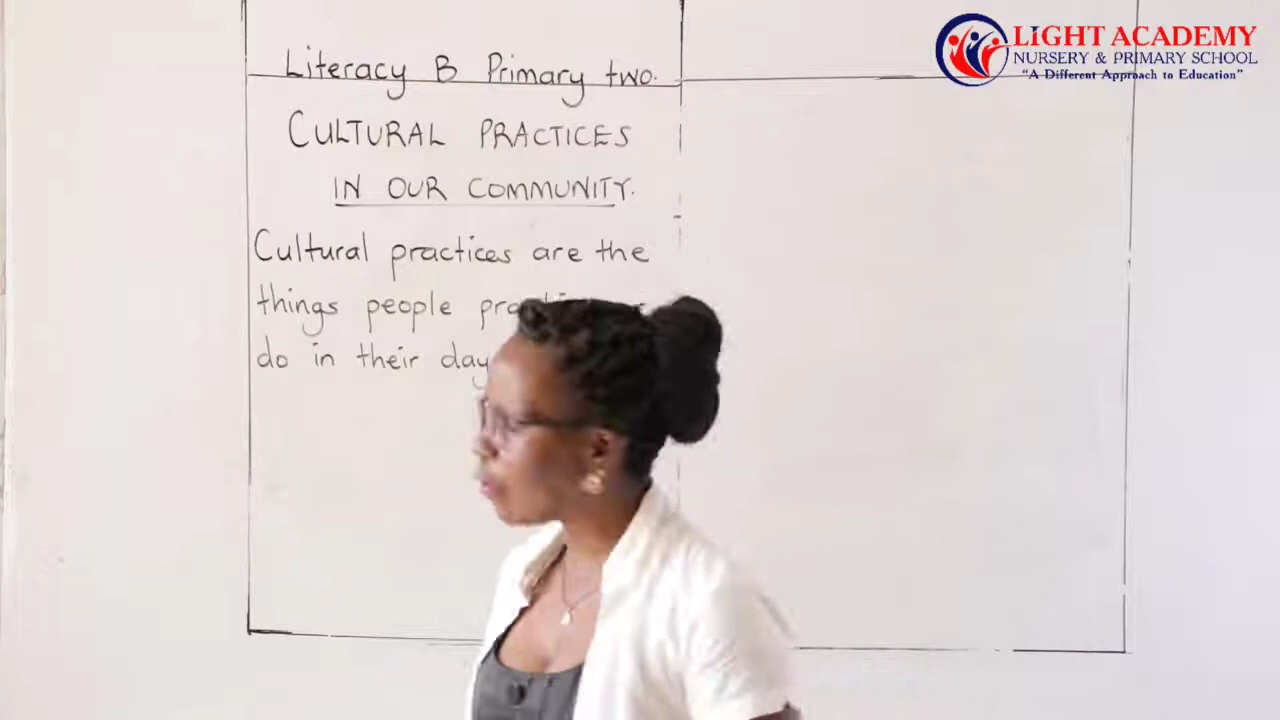 Literacy B Primary two.
CULTURAL PRACTICES
IN OUR COMMUNITY.
Cultural practices are the
things people
do in their
LIGHT ACADEMY
NURSERY & PRIMARY SCHOOL
"A Different Approach to Education"